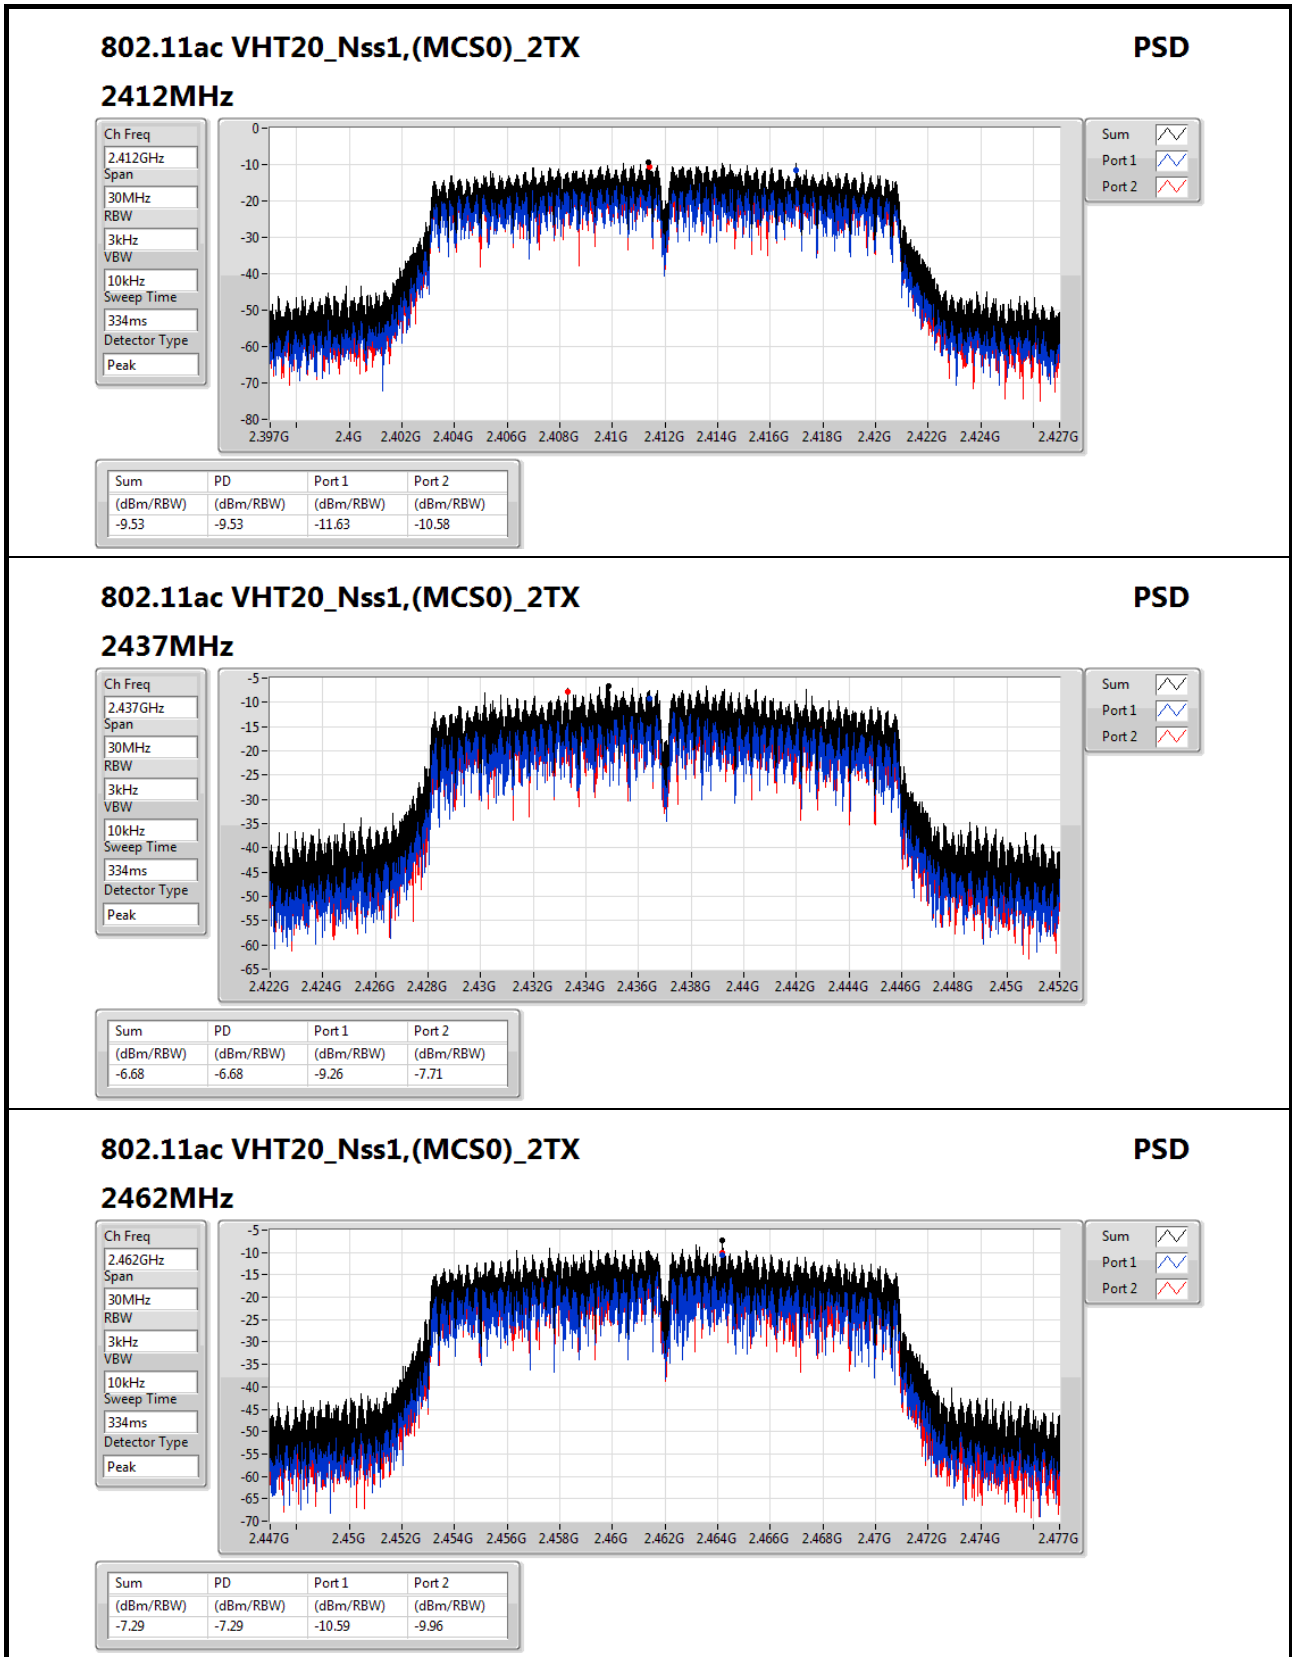 802.11ac VHT20_Nss1,(MCS0)_2TX PSD
2412MHz
Ch Freq
2.412GHz
Span
30MHz
RBW
3kHz
VBW
10kHz
Sweep Time
334ms
Detector Type
Peak
0
-10
-20
-30
-40
-50
-60
-70
-80
2.397G 2.4G 2.402G 2.404G 2.406G 2.408G 2.41G 2.412G 2.414G 2.416G 2.418G 2.42G 2.422G 2.424G 2.427G
Sum
Port 1
Port 2
Sum PD Port 1 Port 2
(dBm/RBW) (dBm/RBW) (dBm/RBW) (dBm/RBW)
-9.53 -9.53 -11.63 -10.58
802.11ac VHT20_Nss1,(MCS0)_2TX PSD
2437MHz
Ch Freq
2.437GHz
Span
30MHz
RBW
3kHz
VBW
10kHz
Sweep Time
334ms
Detector Type
Peak
-5
-10
-15
-20
-25
-30
-35
-40
-45
-50
-55
-60
-65
2.422G 2.424G 2.426G 2.428G 2.43G 2.432G 2.434G 2.436G 2.438G 2.44G 2.442G 2.444G 2.446G 2.448G 2.45G 2.452G
Sum
Port 1
Port 2
Sum PD Port 1 Port 2
(dBm/RBW) (dBm/RBW) (dBm/RBW) (dBm/RBW)
-6.68 -6.68 -9.26 -7.71
802.11ac VHT20_Nss1,(MCS0)_2TX PSD
2462MHz
Ch Freq
2.462GHz
Span
30MHz
RBW
3kHz
VBW
10kHz
Sweep Time
334ms
Detector Type
Peak
-5
-10
-15
-20
-25
-30
-35
-40
-45
-50
-55
-60
-65
-70
2.447G 2.45G 2.452G 2.454G 2.456G 2.458G 2.46G 2.462G 2.464G 2.466G 2.468G 2.47G 2.472G 2.474G 2.477G
Sum
Port 1
Port 2
Sum PD Port 1 Port 2
(dBm/RBW) (dBm/RBW) (dBm/RBW) (dBm/RBW)
-7.29 -7.29 -10.59 -9.96